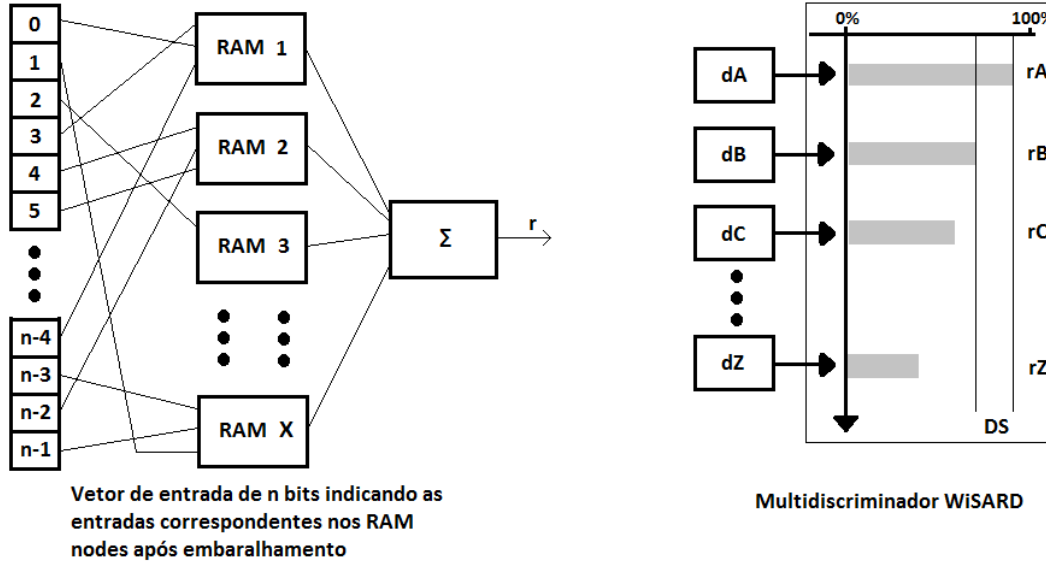 0
1
2
3
4
5
n-4
n-3
n-2
n-1
RAM 1
RAM 2
RAM 3
RAM X
Σ
r
Vetor de entrada de n bits indicando as
entradas correspondentes nos RAM
nodes após embaralhamento
0%
100%
dA
rA
dB
rB
dC
rC
dZ
rZ
DS
Multidiscriminador WiSARD